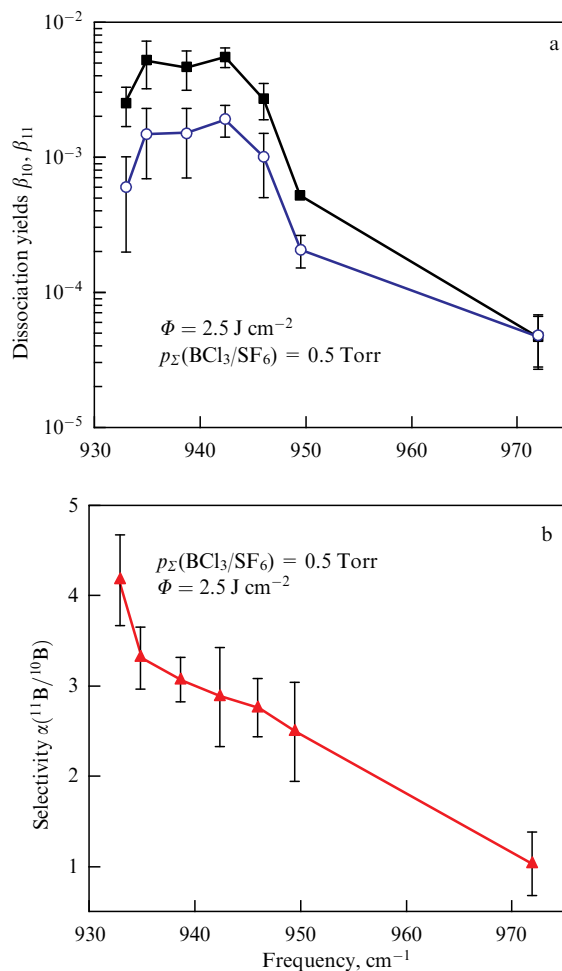 a
10⁻²
10⁻³
10⁻⁴
10⁻⁵
Dissociation yields β₁₀, β₁₁
Φ = 2.5 J cm⁻²
p_Σ(BCl₃/SF₆) = 0.5 Torr
930 940 950 960 970
b
5
4
3
2
1
Selectivity α(¹¹B/¹⁰B)
p_Σ(BCl₃/SF₆) = 0.5 Torr
Φ = 2.5 J cm⁻²
930 940 950 960 970
Frequency, cm⁻¹